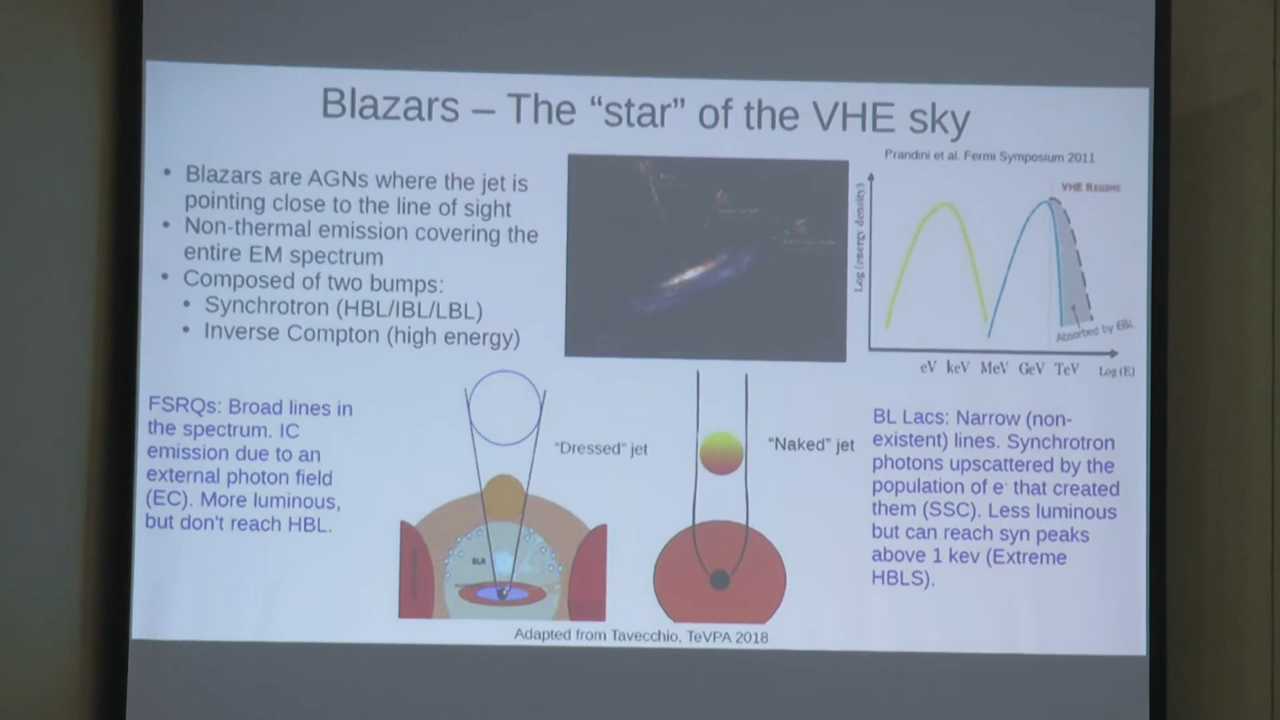 Blazars – The “star” of the VHE sky
• Blazars are AGNs where the jet is
pointing close to the line of sight
• Non-thermal emission covering the
entire EM spectrum
• Composed of two bumps:
• Synchrotron (HBL/IBL/LBL)
• Inverse Compton (high energy)
Prandini et al. Fermi Symposium 2011
VHE REGIME
Log (energy density)
Absorbed by EBL
eV keV MeV GeV TeV Log (E)
FSRQs: Broad lines in
the spectrum. IC
emission due to an
external photon field
(EC). More luminous,
but don't reach HBL.
“Dressed” jet
BLR
“Naked” jet
BL Lacs: Narrow (non-
existent) lines. Synchrotron
photons upscattered by the
population of e⁻ that created
them (SSC). Less luminous
but can reach syn peaks
above 1 kev (Extreme
HBLS).
Adapted from Tavecchio, TeVPA 2018